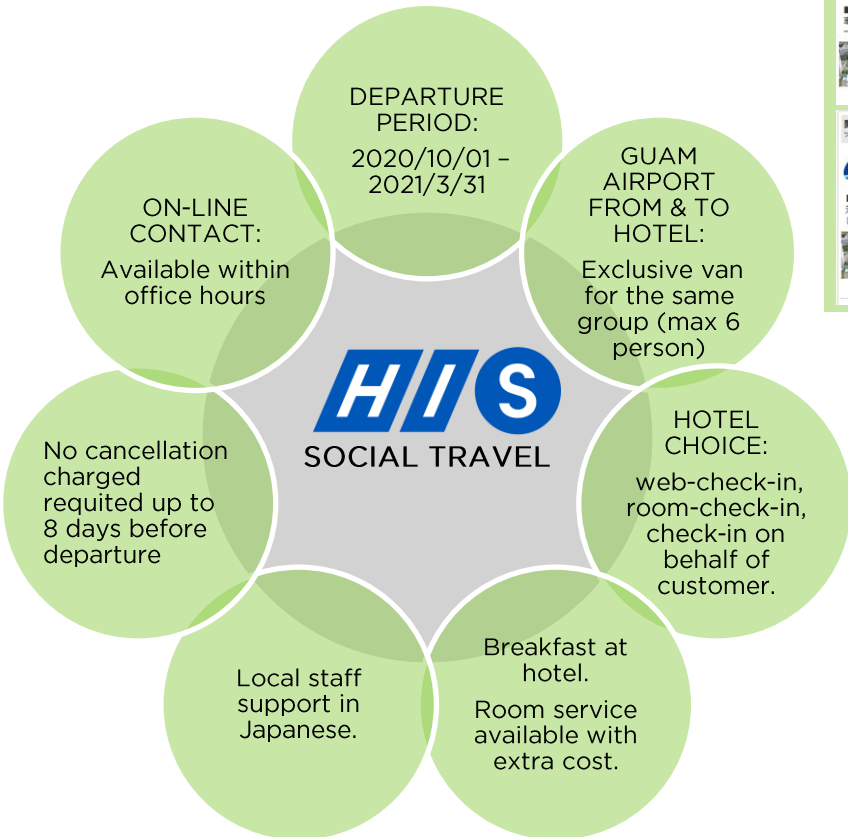 DEPARTURE
PERIOD:
2020/10/01 –
2021/3/31
GUAM
AIRPORT
FROM & TO
HOTEL:
Exclusive van
for the same
group (max 6
person)
HOTEL
CHOICE:
web-check-in,
room-check-in,
check-in on
behalf of
customer.
Breakfast at
hotel.
Room service
available with
extra cost.
Local staff
support in
Japanese.
No cancellation
charged
requited up to
8 days before
departure
ON-LINE
CONTACT:
Available within
office hours
HIS
SOCIAL TRAVEL